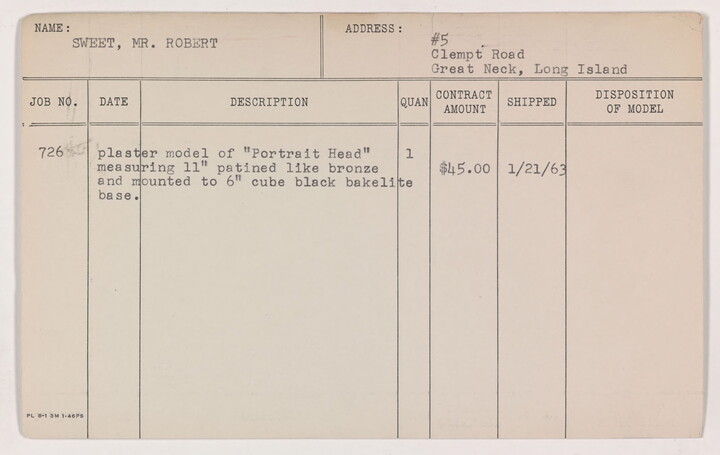 NAME: ADDRESS:
SWEET, MR. ROBERT #5
Clempt Road
Great Neck, Long Island
JOB NO. DATE DESCRIPTION QUAN CONTRACT AMOUNT SHIPPED DISPOSITION OF MODEL
726 plaster model of "Portrait Head" 1
measuring 11" patined like bronze $45.00 1/21/63
and mounted to 6" cube black bakelite
base.